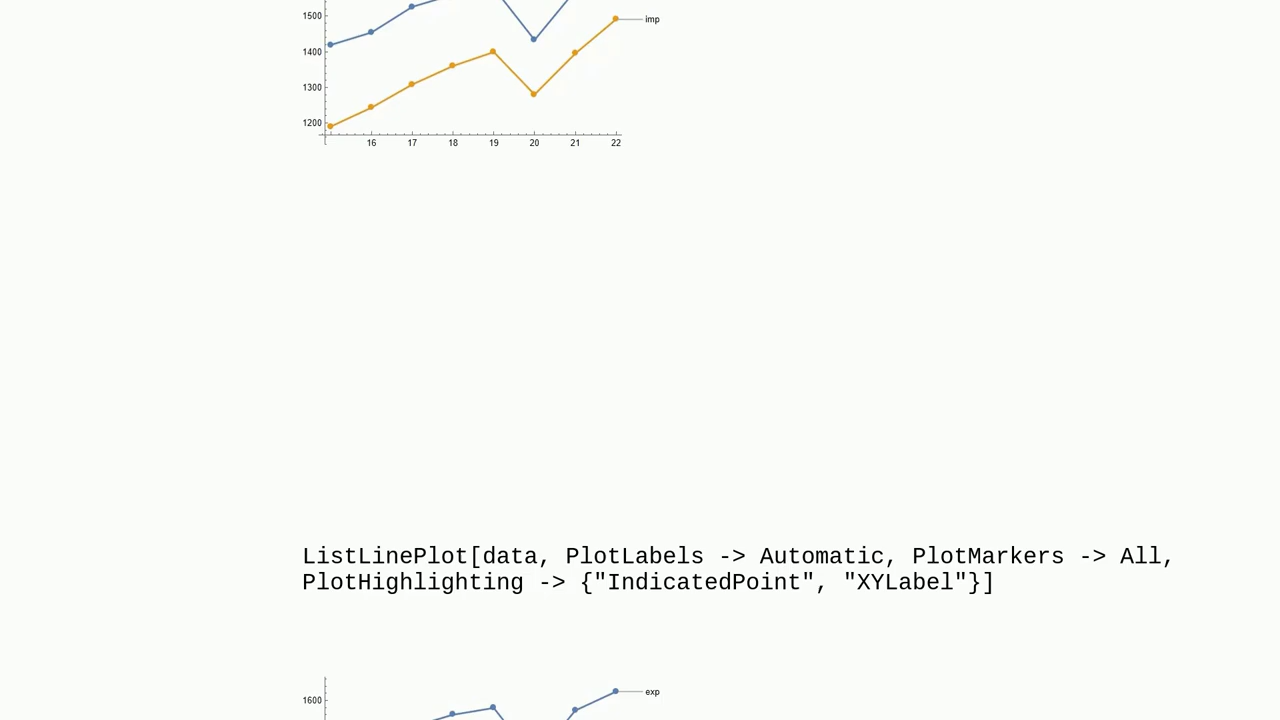 1500
imp
1400
1300
1200
16 17 18 19 20 21 22
ListLinePlot[data, PlotLabels -> Automatic, PlotMarkers -> All,
PlotHighlighting -> {"IndicatedPoint", "XYLabel"}]
exp
1600